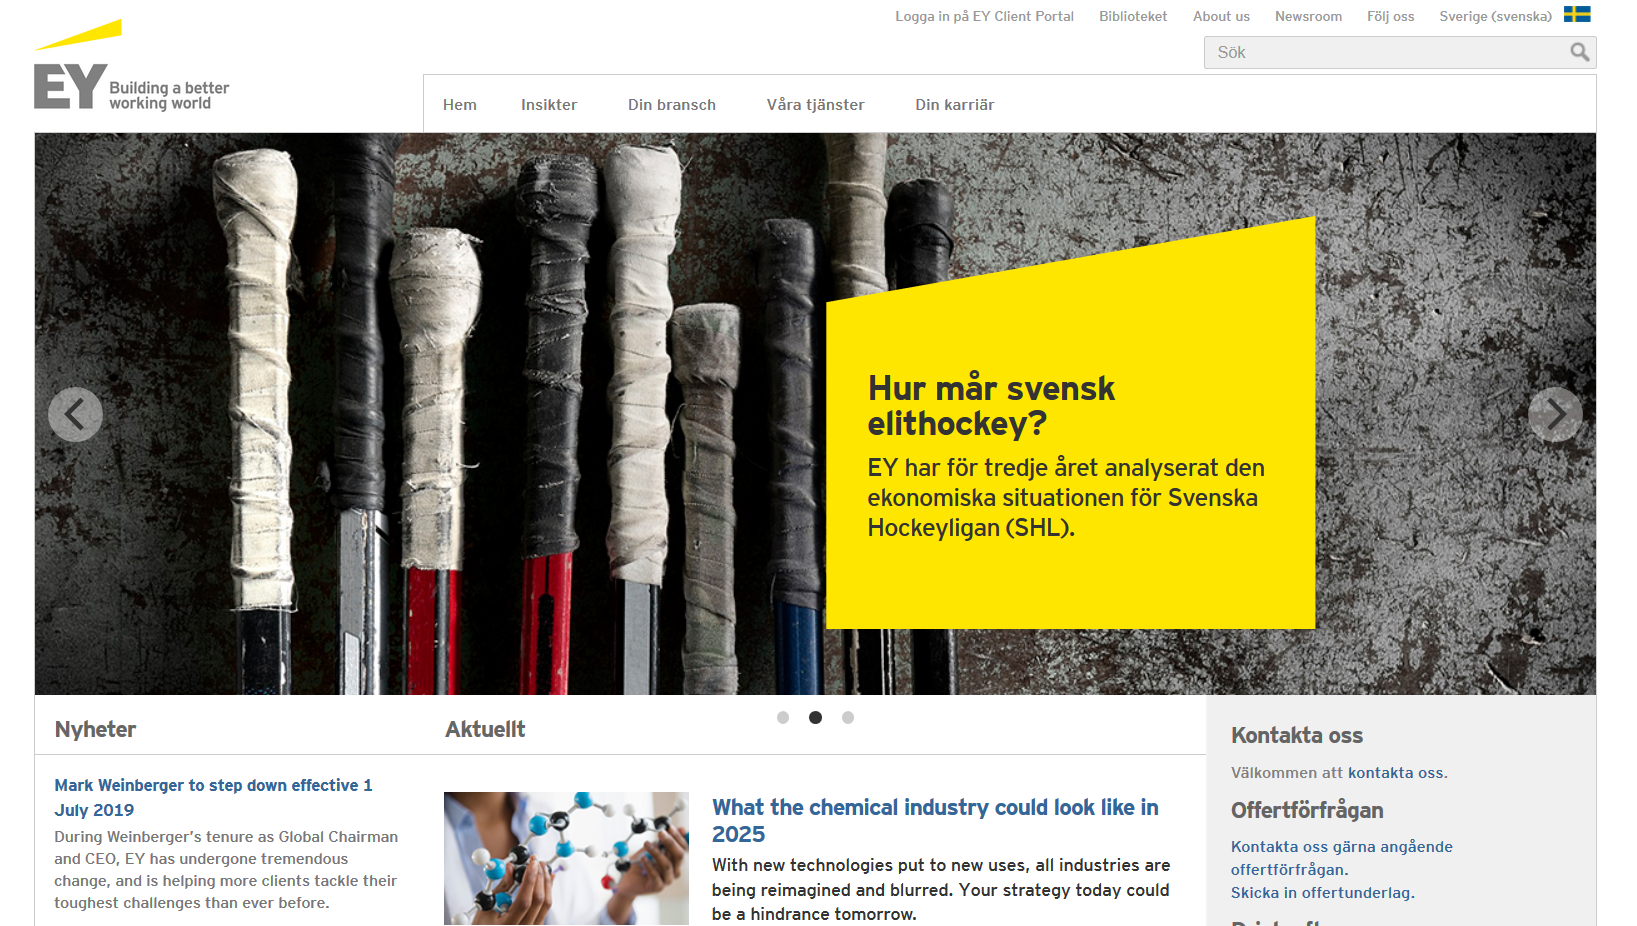 Logga in på EY Client Portal
Biblioteket
About us
Newsroom
Följ oss
Sverige (svenska)
Sök
EY
Building a better
working world
Hem
Insikter
Din bransch
Våra tjänster
Din karriär
Hur mår svensk
elithockey?
EY har för tredje året analyserat den
ekonomiska situationen för Svenska
Hockeyligan (SHL).
Nyheter
Mark Weinberger to step down effective 1
July 2019
During Weinberger’s tenure as Global Chairman
and CEO, EY has undergone tremendous
change, and is helping more clients tackle their
toughest challenges than ever before.
Aktuellt
What the chemical industry could look like in
2025
With new technologies put to new uses, all industries are
being reimagined and blurred. Your strategy today could
be a hindrance tomorrow.
Kontakta oss
Välkommen att kontakta oss.
Offertförfrågan
Kontakta oss gärna angående
offertförfrågan.
Skicka in offertunderlag.